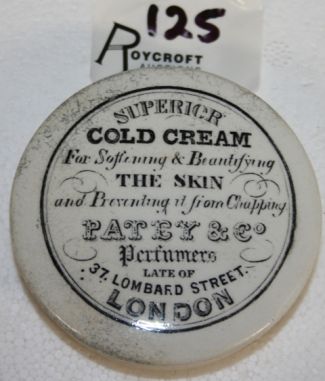 125
ROYCROFT
AUCTIONS
SUPERIOR
COLD CREAM
For Softening & Beautifying
THE SKIN
and Preventing it from Chapping
PATEY & Co
Perfumers
LATE OF
37. LOMBARD STREET.
LONDON